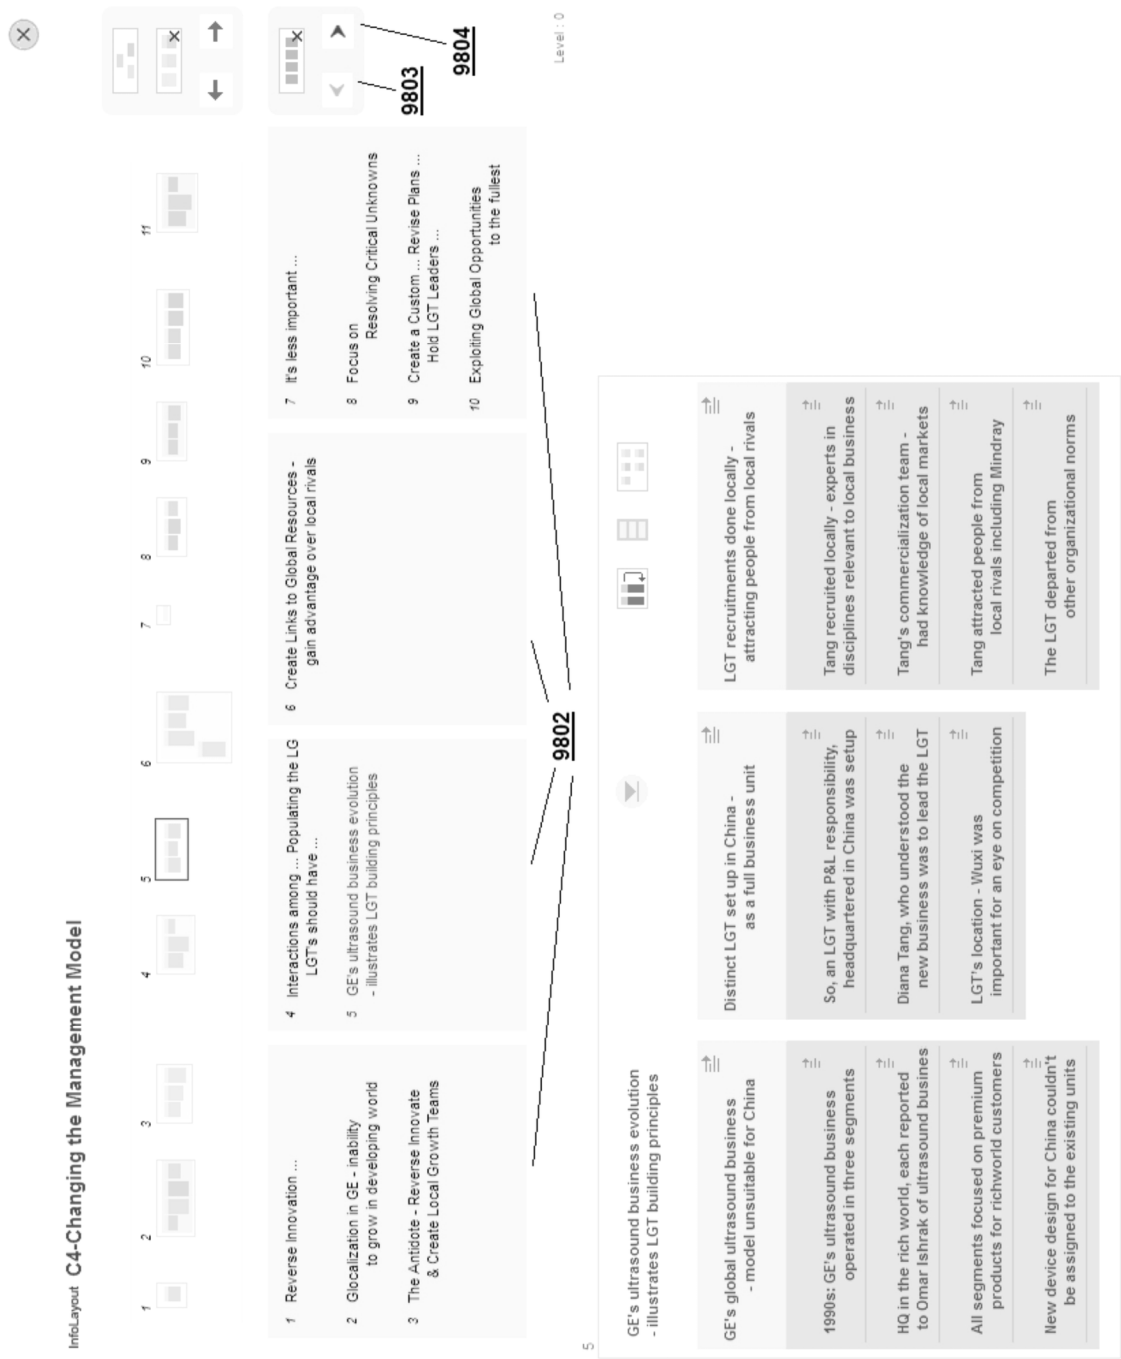 InfoLayout C4-Changing the Management Model
1
2
3
4
5
6
7
8
9
10
11
1 Reverse Innovation ...
2 Glocalization in GE - inability
to grow in developing world
3 The Antidote - Reverse Innovate
& Create Local Growth Teams
4 Interactions among ... Populating the LG
LGT's should have ...
5 GE's ultrasound business evolution
- illustrates LGT building principles
6 Create Links to Global Resources -
gain advantage over local rivals
7 It's less important ...
8 Focus on
Resolving Critical Unknowns
9 Create a Custom ... Revise Plans ...
Hold LGT Leaders ...
10 Exploiting Global Opportunities
to the fullest
9803
9804
9802
Level : 0
5
GE's ultrasound business evolution
- illustrates LGT building principles
GE's global ultrasound business
- model unsuitable for China
1990s: GE's ultrasound business
operated in three segments
HQ in the rich world, each reported
to Omar Ishrak of ultrasound busines
All segments focused on premium
products for richworld customers
New device design for China couldn't
be assigned to the existing units
Distinct LGT set up in China -
as a full business unit
So, an LGT with P&L responsibility,
headquartered in China was setup
Diana Tang, who understood the
new business was to lead the LGT
LGT's location - Wuxi was
important for an eye on competition
LGT recruitments done locally -
attracting people from local rivals
Tang recruited locally - experts in
disciplines relevant to local business
Tang's commercialization team -
had knowledge of local markets
Tang attracted people from
local rivals including Mindray
The LGT departed from
other organizational norms